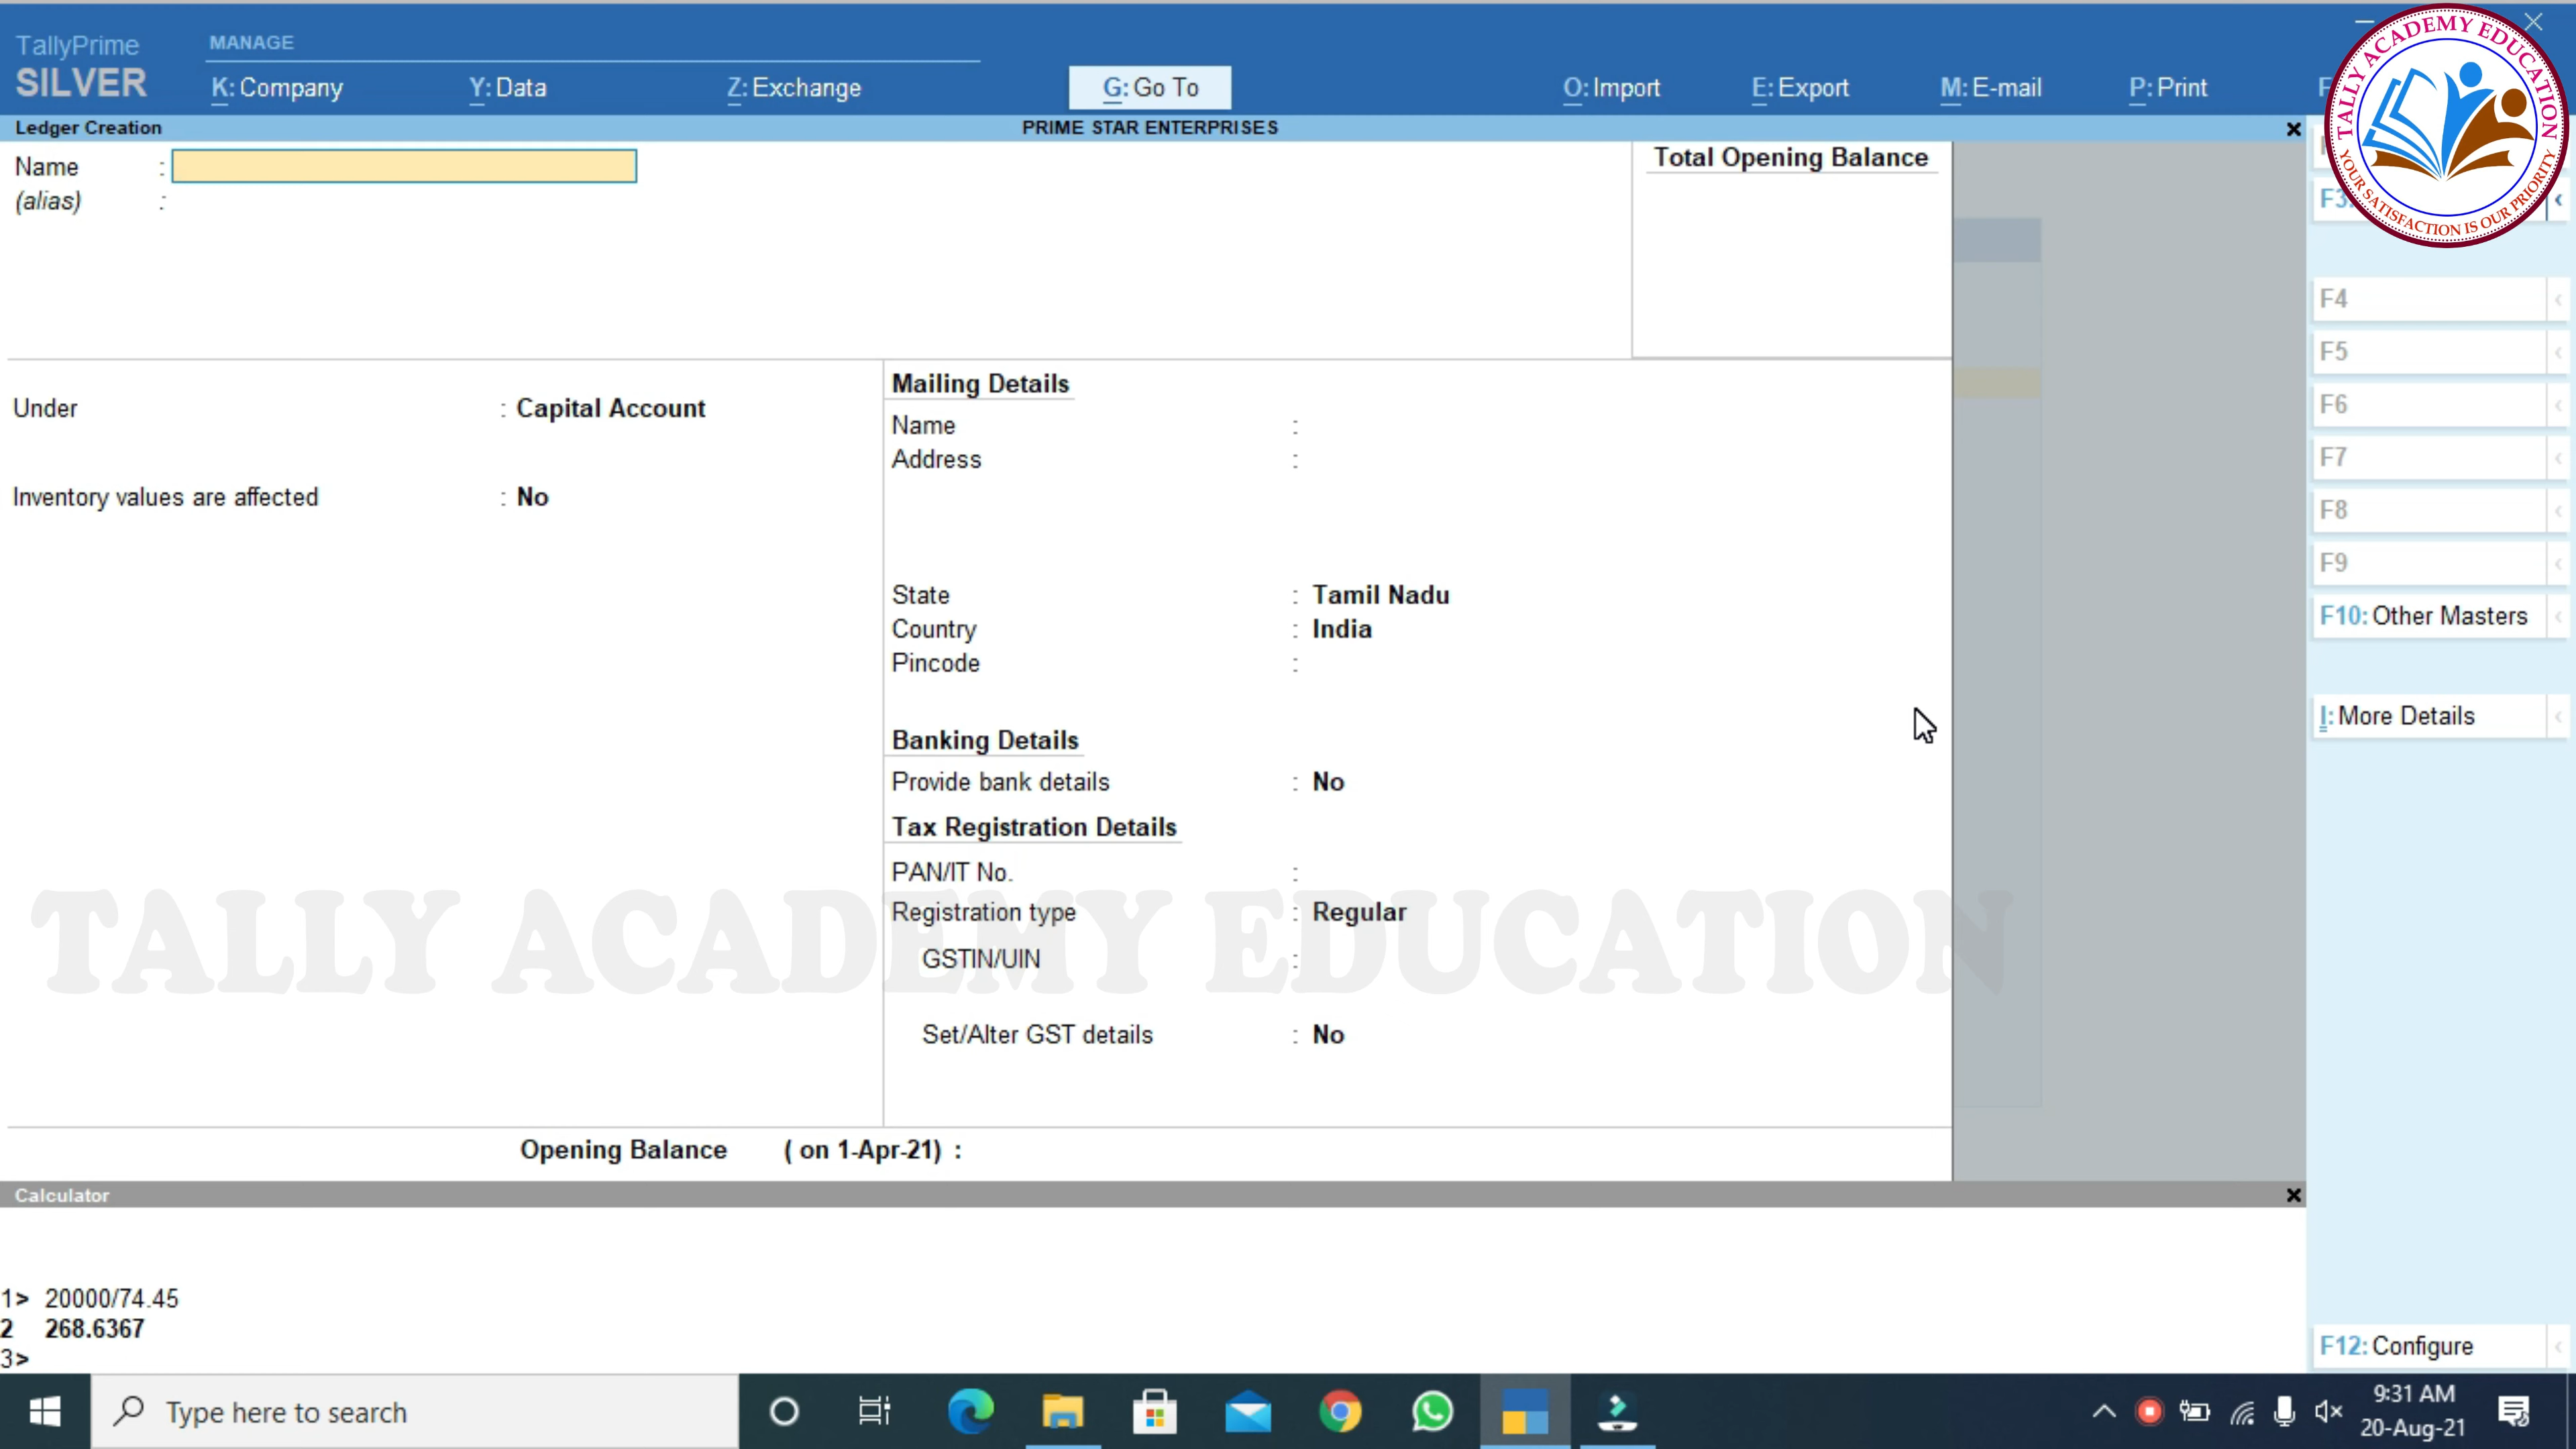 TallyPrime
SILVER
MANAGE
K: Company
Y: Data
Z: Exchange
G: Go To
O: Import
E: Export
M: E-mail
P: Print
TALLY ACADEMY EDUCATION
YOUR SATISFACTION IS OUR PRIORITY
Ledger Creation
PRIME STAR ENTERPRISES
Name :
(alias) :
Total Opening Balance
F3:
F4
F5
F6
F7
F8
F9
F10: Other Masters
I: More Details
F12: Configure
Under : Capital Account
Inventory values are affected : No
Mailing Details
Name :
Address :
State : Tamil Nadu
Country : India
Pincode :
Banking Details
Provide bank details : No
Tax Registration Details
PAN/IT No. :
Registration type : Regular
GSTIN/UIN :
Set/Alter GST details : No
TALLY ACADEMY EDUCATION
Opening Balance ( on 1-Apr-21) :
Calculator
1> 20000/74.45
2 268.6367
3>
Type here to search
9:31 AM
20-Aug-21